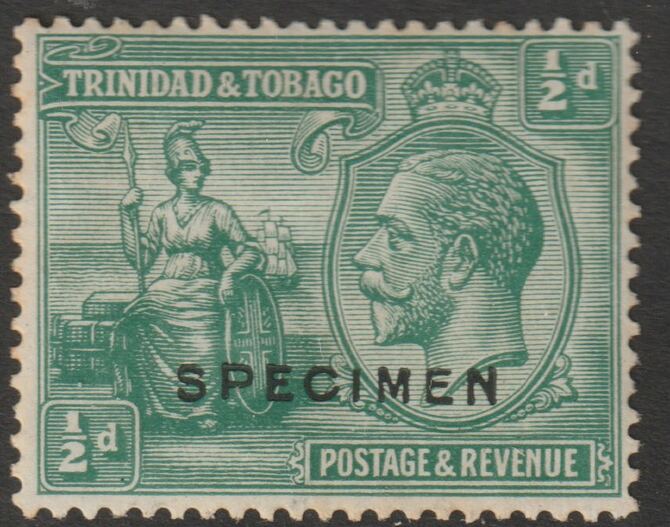 TRINIDAD & TOBAGO
½d
SPECIMEN
½d
POSTAGE & REVENUE